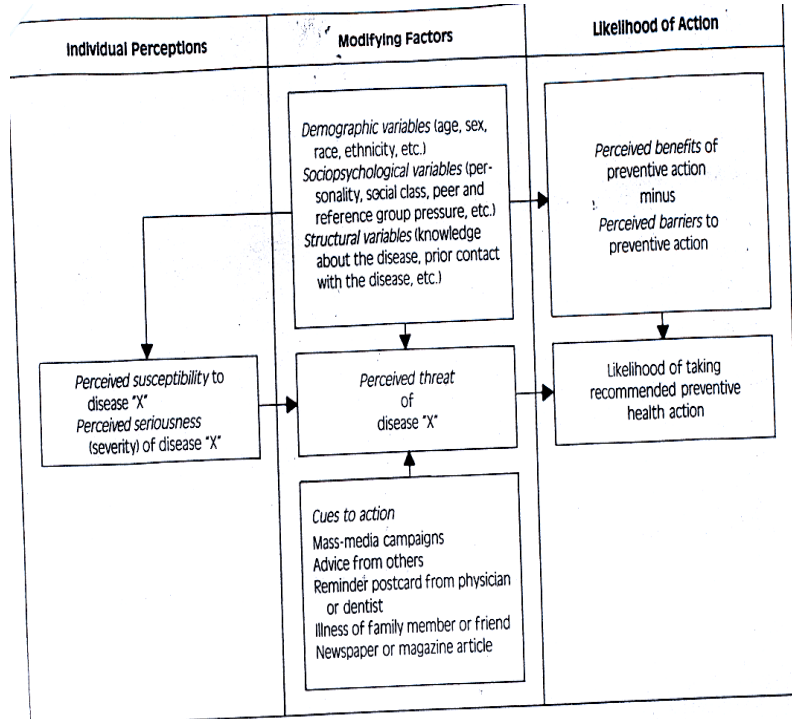 Individual Perceptions
Modifying Factors
Likelihood of Action
Demographic variables (age, sex,
race, ethnicity, etc.)
Sociopsychological variables (per-
sonality, social class, peer and
reference group pressure, etc.)
Structural variables (knowledge
about the disease, prior contact
with the disease, etc.)
Perceived benefits of
preventive action
minus
Perceived barriers to
preventive action
Perceived susceptibility to
disease "X"
Perceived seriousness
(severity) of disease "X"
Perceived threat
of
disease "X"
Likelihood of taking
recommended preventive
health action
Cues to action
Mass-media campaigns
Advice from others
Reminder postcard from physician
or dentist
Illness of family member or friend
Newspaper or magazine article